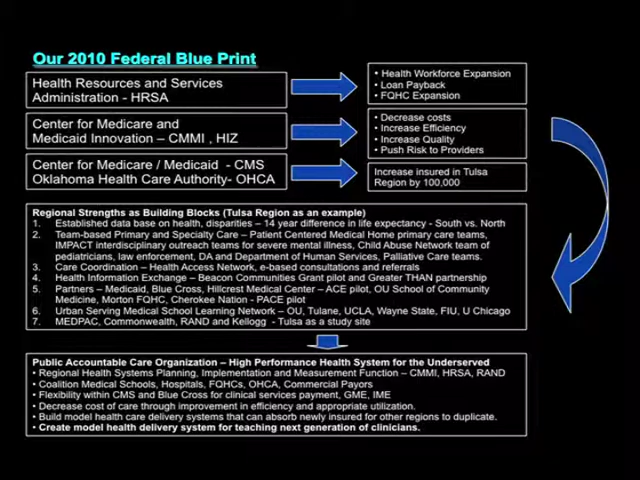 Our 2010 Federal Blue Print
Health Resources and Services
Administration - HRSA
• Health Workforce Expansion
• Loan Payback
• FQHC Expansion
Center for Medicare and
Medicaid Innovation – CMMI , HIZ
• Decrease costs
• Increase Efficiency
• Increase Quality
• Push Risk to Providers
Center for Medicare / Medicaid - CMS
Oklahoma Health Care Authority- OHCA
Increase insured in Tulsa
Region by 100,000
Regional Strengths as Building Blocks (Tulsa Region as an example)
1. Established data base on health, disparities – 14 year difference in life expectancy - South vs. North
2. Team-based Primary and Specialty Care – Patient Centered Medical Home primary care teams,
IMPACT interdisciplinary outreach teams for severe mental illness, Child Abuse Network team of
pediatricians, law enforcement, DA and Department of Human Services, Palliative Care teams.
3. Care Coordination – Health Access Network, e-based consultations and referrals
4. Health Information Exchange – Beacon Communities Grant pilot and Greater THAN partnership
5. Partners – Medicaid, Blue Cross, Hillcrest Medical Center - ACE pilot, OU School of Community
Medicine, Morton FQHC, Cherokee Nation - PACE pilot
6. Urban Serving Medical School Learning Network – OU, Tulane, UCLA, Wayne State, FIU, U Chicago
7. MEDPAC, Commonwealth, RAND and Kellogg - Tulsa as a study site
Public Accountable Care Organization – High Performance Health System for the Underserved
• Regional Health Systems Planning, Implementation and Measurement Function – CMMI, HRSA, RAND
• Coalition Medical Schools, Hospitals, FQHCs, OHCA, Commercial Payors
• Flexibility within CMS and Blue Cross for clinical services payment, GME, IME
• Decrease cost of care through improvement in efficiency and appropriate utilization.
• Build model health care delivery systems that can absorb newly insured for other regions to duplicate.
• Create model health delivery system for teaching next generation of clinicians.